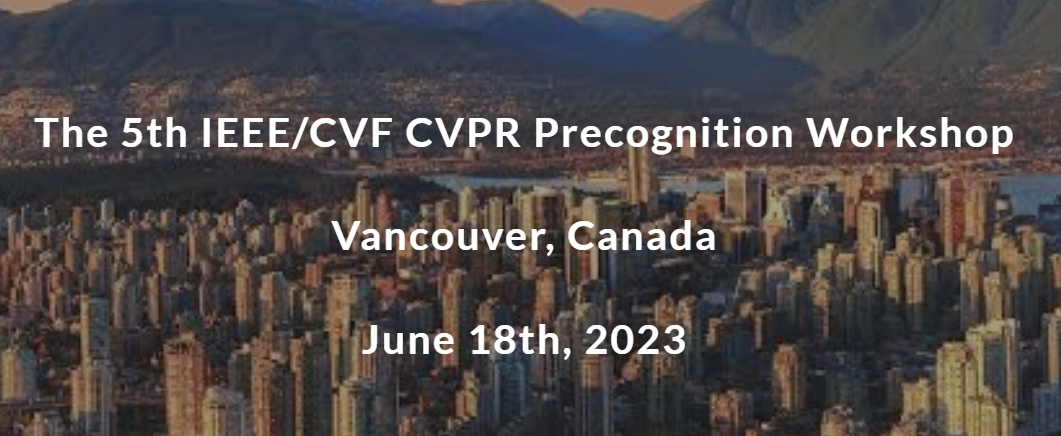 The 5th IEEE/CVF CVPR Precognition Workshop
Vancouver, Canada
June 18th, 2023